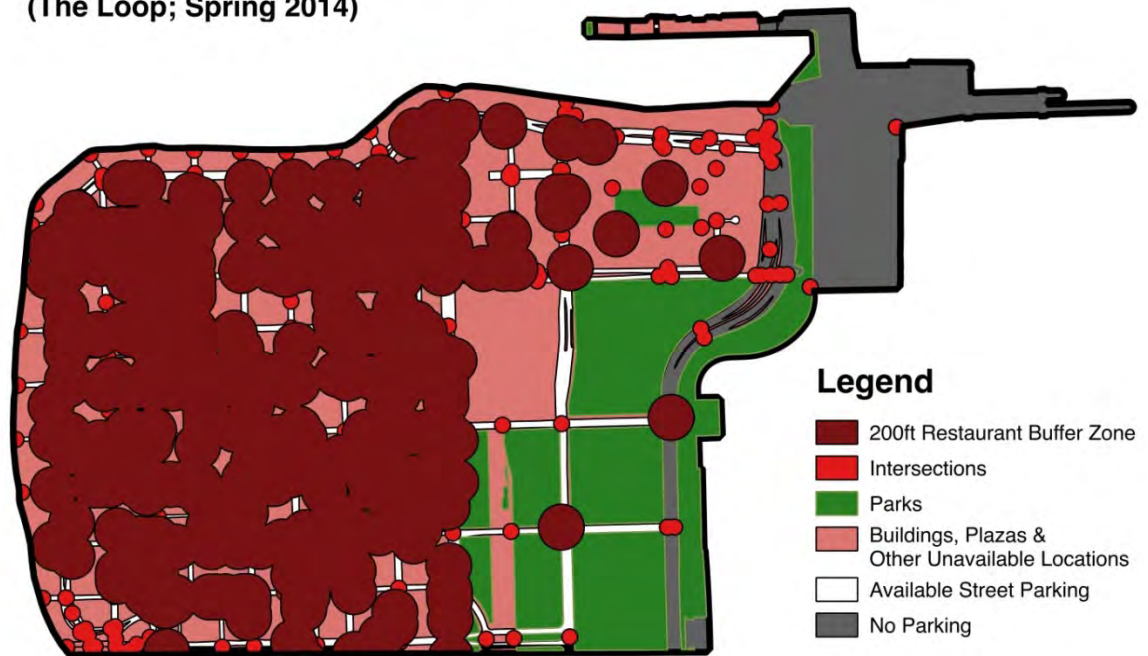 (The Loop; Spring 2014)
Legend
200ft Restaurant Buffer Zone
Intersections
Parks
Buildings, Plazas &
Other Unavailable Locations
Available Street Parking
No Parking